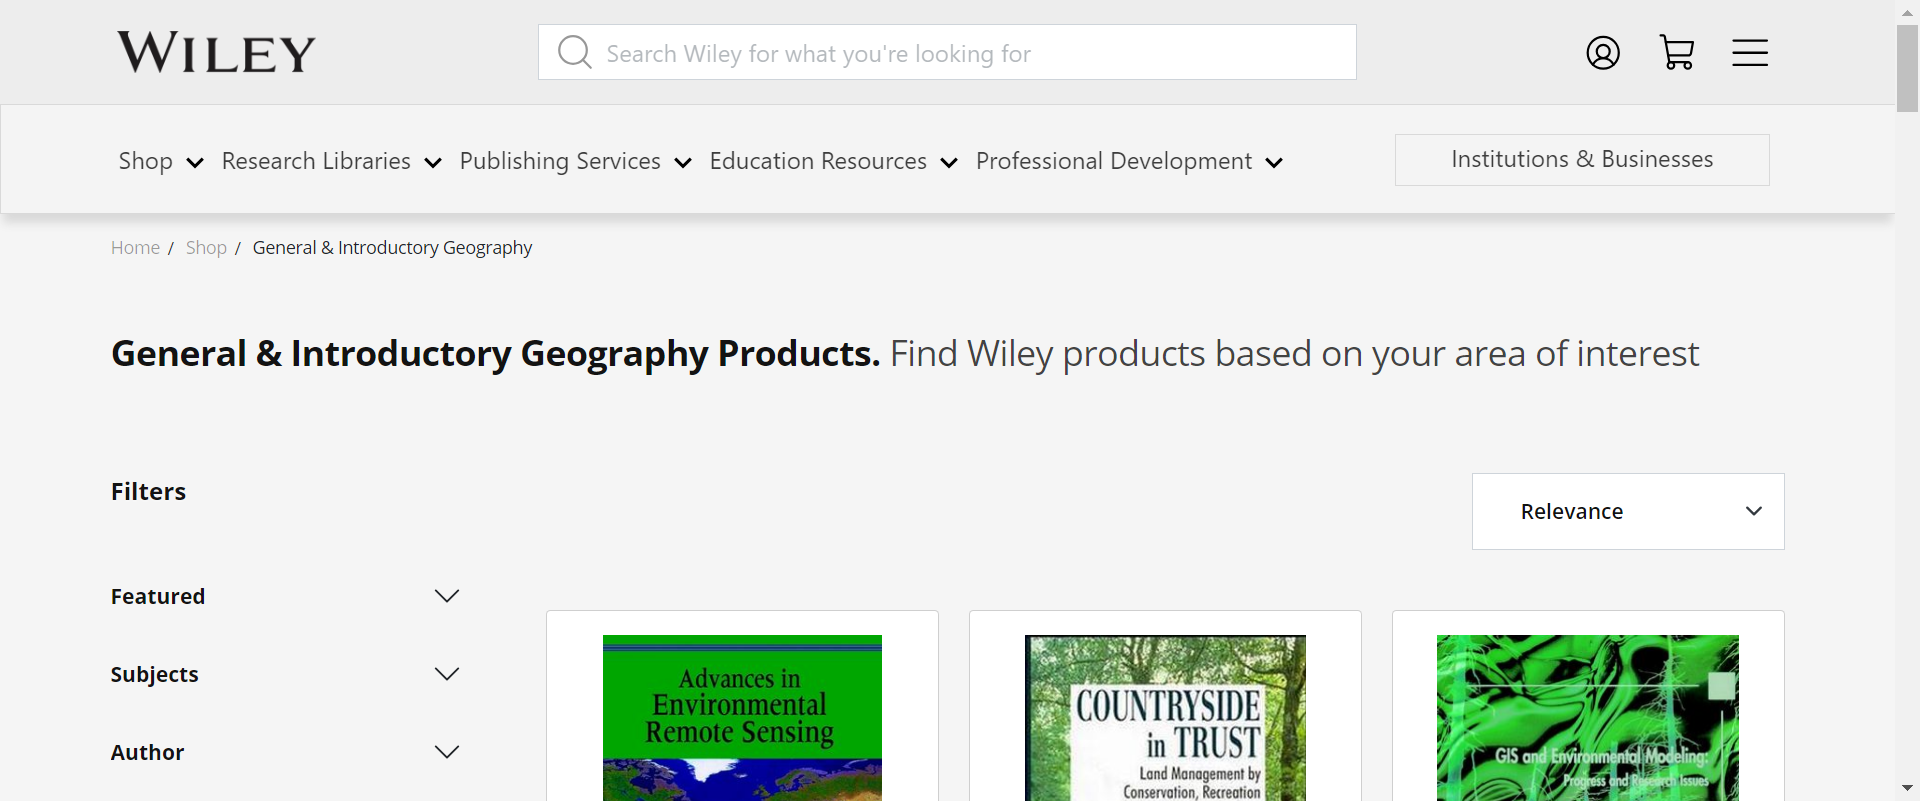 WILEY
Search Wiley for what you're looking for
Shop
Research Libraries
Publishing Services
Education Resources
Professional Development
Institutions & Businesses
Home / Shop / General & Introductory Geography
General & Introductory Geography Products. Find Wiley products based on your area of interest
Filters
Relevance
Featured
Subjects
Author
Advances in
Environmental
Remote Sensing
COUNTRYSIDE
in TRUST
Land Management by
Conservation, Recreation
GIS and Environmental Modeling:
Progress and Research Issues